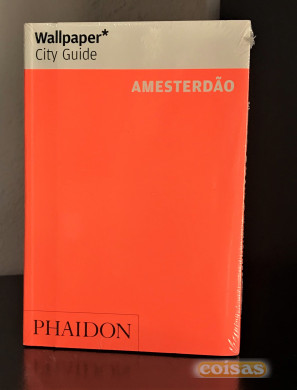 Wallpaper*
City Guide
AMESTERDÃO
PHAIDON
coisas